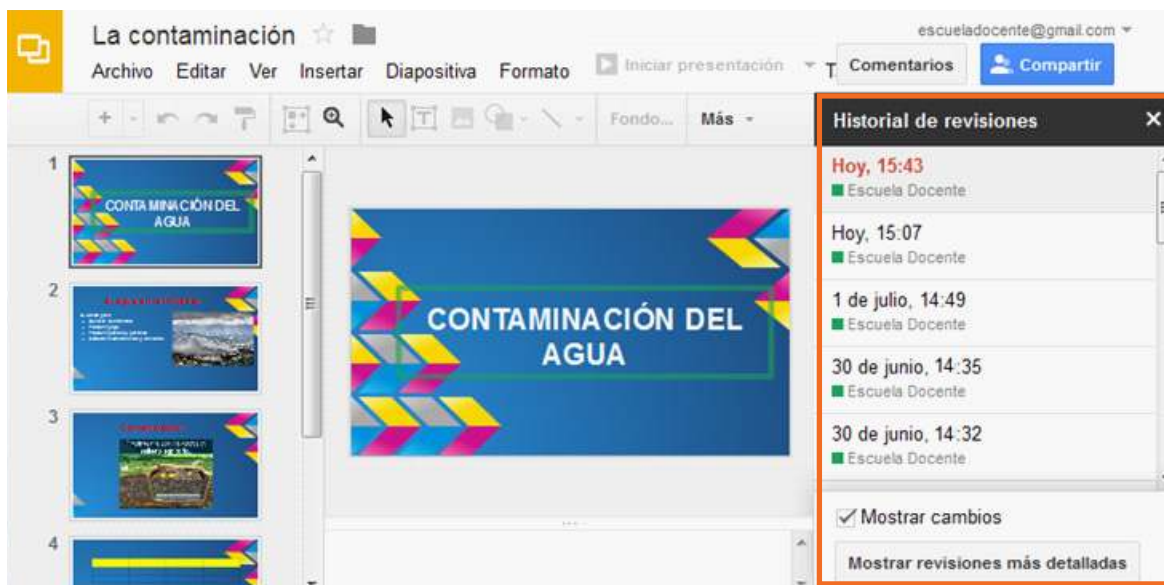 La contaminación
escueladocente@gmail.com
Archivo Editar Ver Insertar Diapositiva Formato Iniciar presentación T
Comentarios Compartir
Fondo... Más
Historial de revisiones
Hoy, 15:43
Escuela Docente
Hoy, 15:07
Escuela Docente
1 de julio, 14:49
Escuela Docente
30 de junio, 14:35
Escuela Docente
30 de junio, 14:32
Escuela Docente
Mostrar cambios
Mostrar revisiones más detalladas
1
CONTAMINACIÓN DEL
AGUA
2
3
4
CONTAMINACIÓN DEL
AGUA